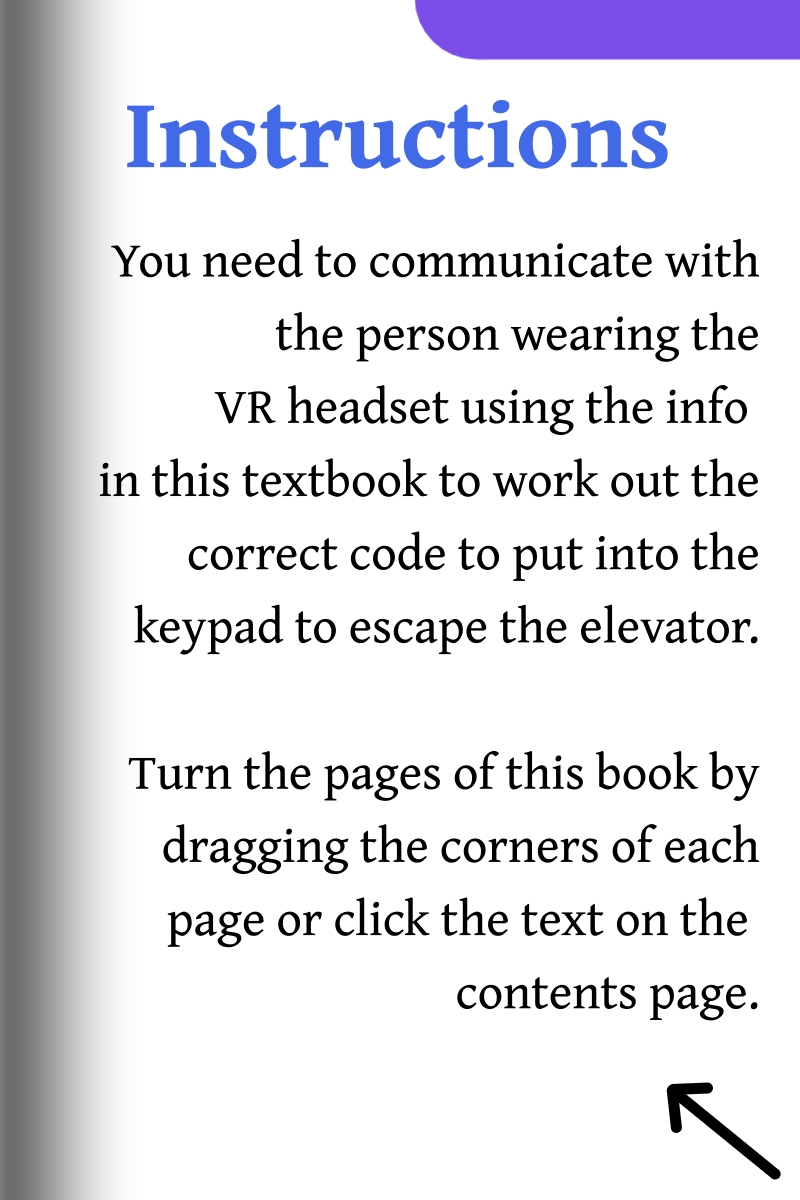 Instructions
You need to communicate with
the person wearing the
VR headset using the info
in this textbook to work out the
correct code to put into the
keypad to escape the elevator.
Turn the pages of this book by
dragging the corners of each
page or click the text on the
contents page.